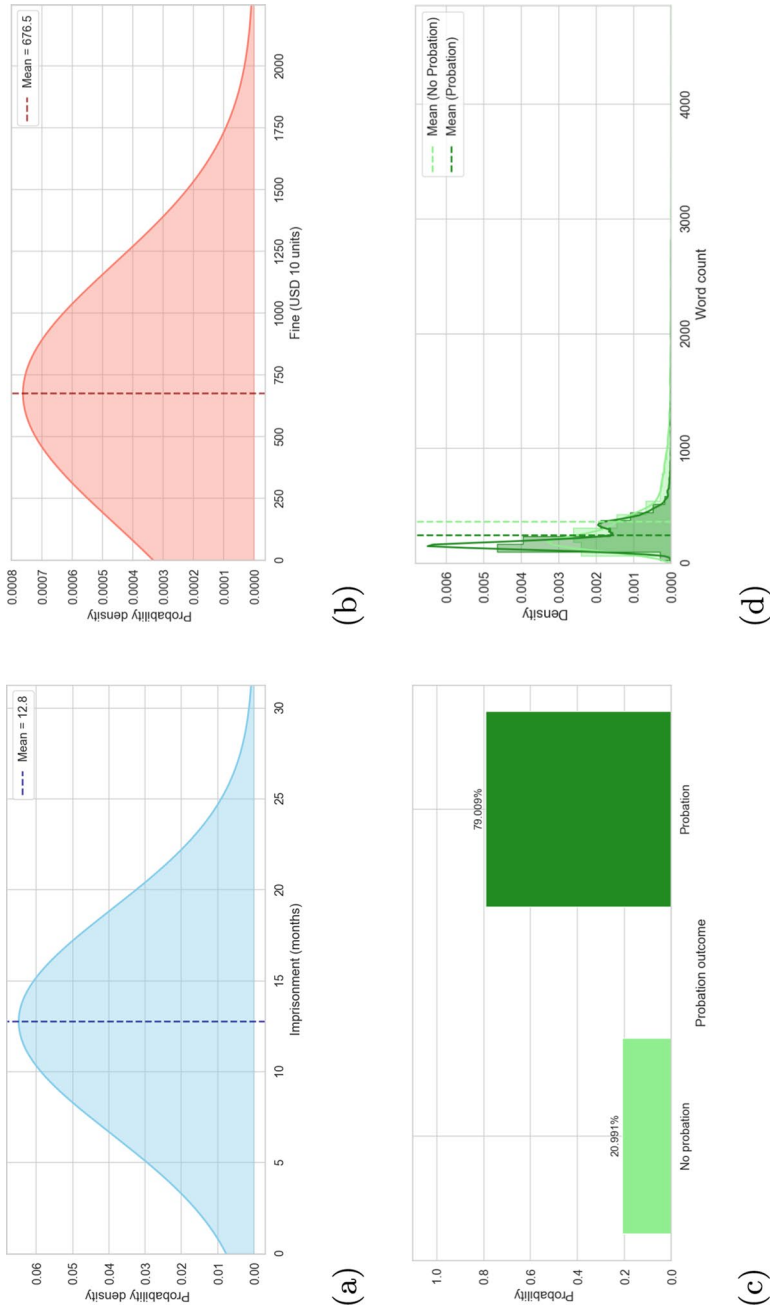 0.06
0.05
0.04
0.03
0.02
0.01
0.00
Probability density
0 5 10 15 20 25 30
Imprisonment (months)
Mean = 12.8
(a)
0.0008
0.0007
0.0006
0.0005
0.0004
0.0003
0.0002
0.0001
0.0000
Probability density
0 250 500 750 1000 1250 1500 1750 2000
Fine (USD 10 units)
Mean = 676.5
(b)
1.0
0.8
0.6
0.4
0.2
0.0
Probability
20.991%
79.009%
No probation Probation
Probation outcome
(c)
0.006
0.005
0.004
0.003
0.002
0.001
0.000
Density
0 1000 2000 3000 4000
Word count
Mean (No Probation)
Mean (Probation)
(d)